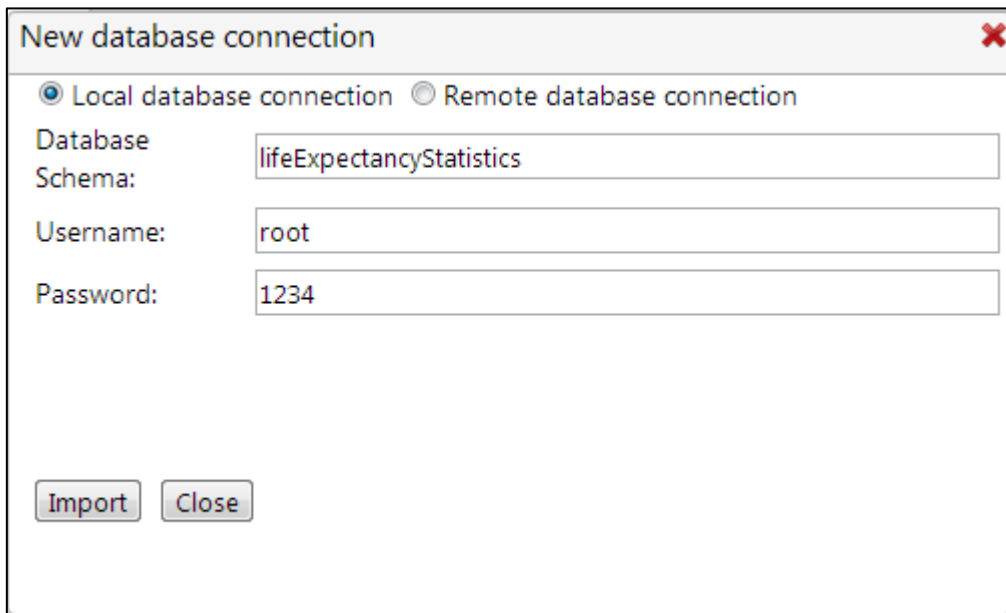 New database connection
Local database connection Remote database connection
Database
Schema:
lifeExpectancyStatistics
Username: root
Password: 1234
Import Close